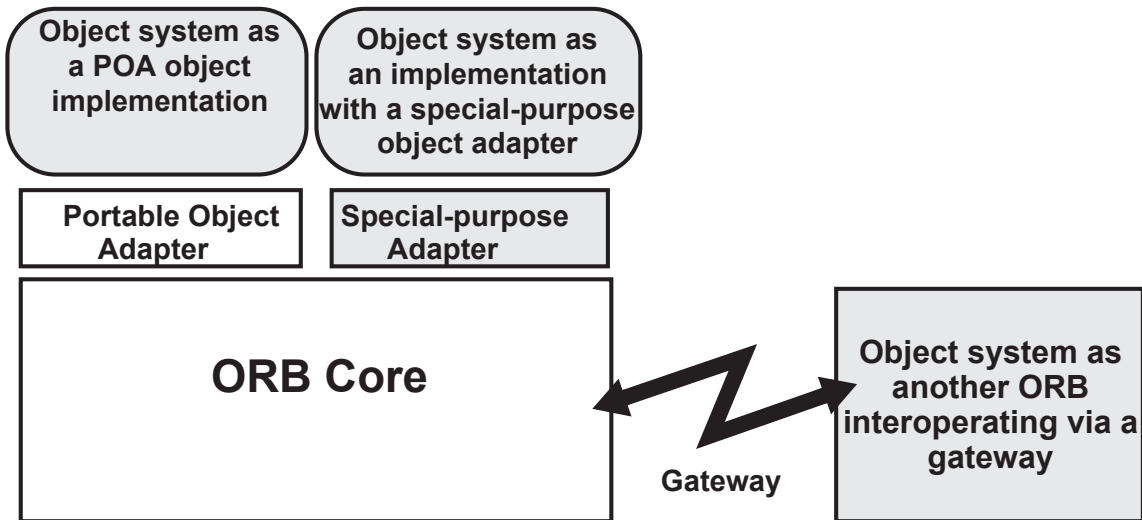 Object system as
a POA object
implementation
Object system as
an implementation
with a special-purpose
object adapter
Portable Object
Adapter
Special-purpose
Adapter
ORB Core
Gateway
Object system as
another ORB
interoperating via a
gateway